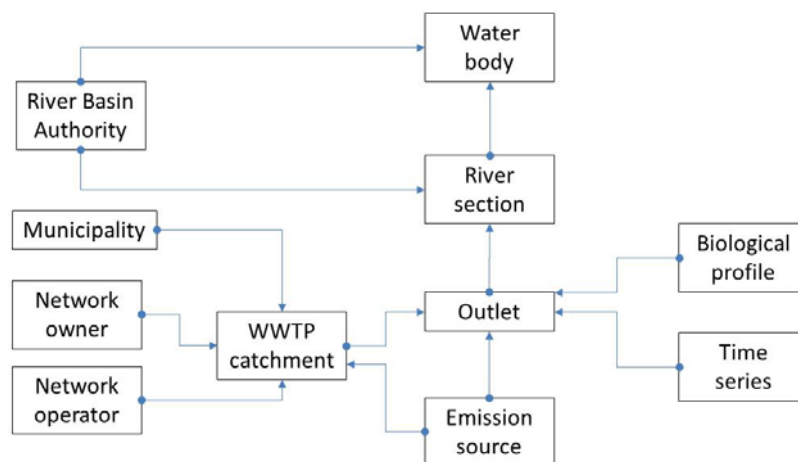 Water
body
River Basin
Authority
River
section
Municipality
Biological
profile
Network
owner
WWTP
catchment
Outlet
Time
series
Network
operator
Emission
source